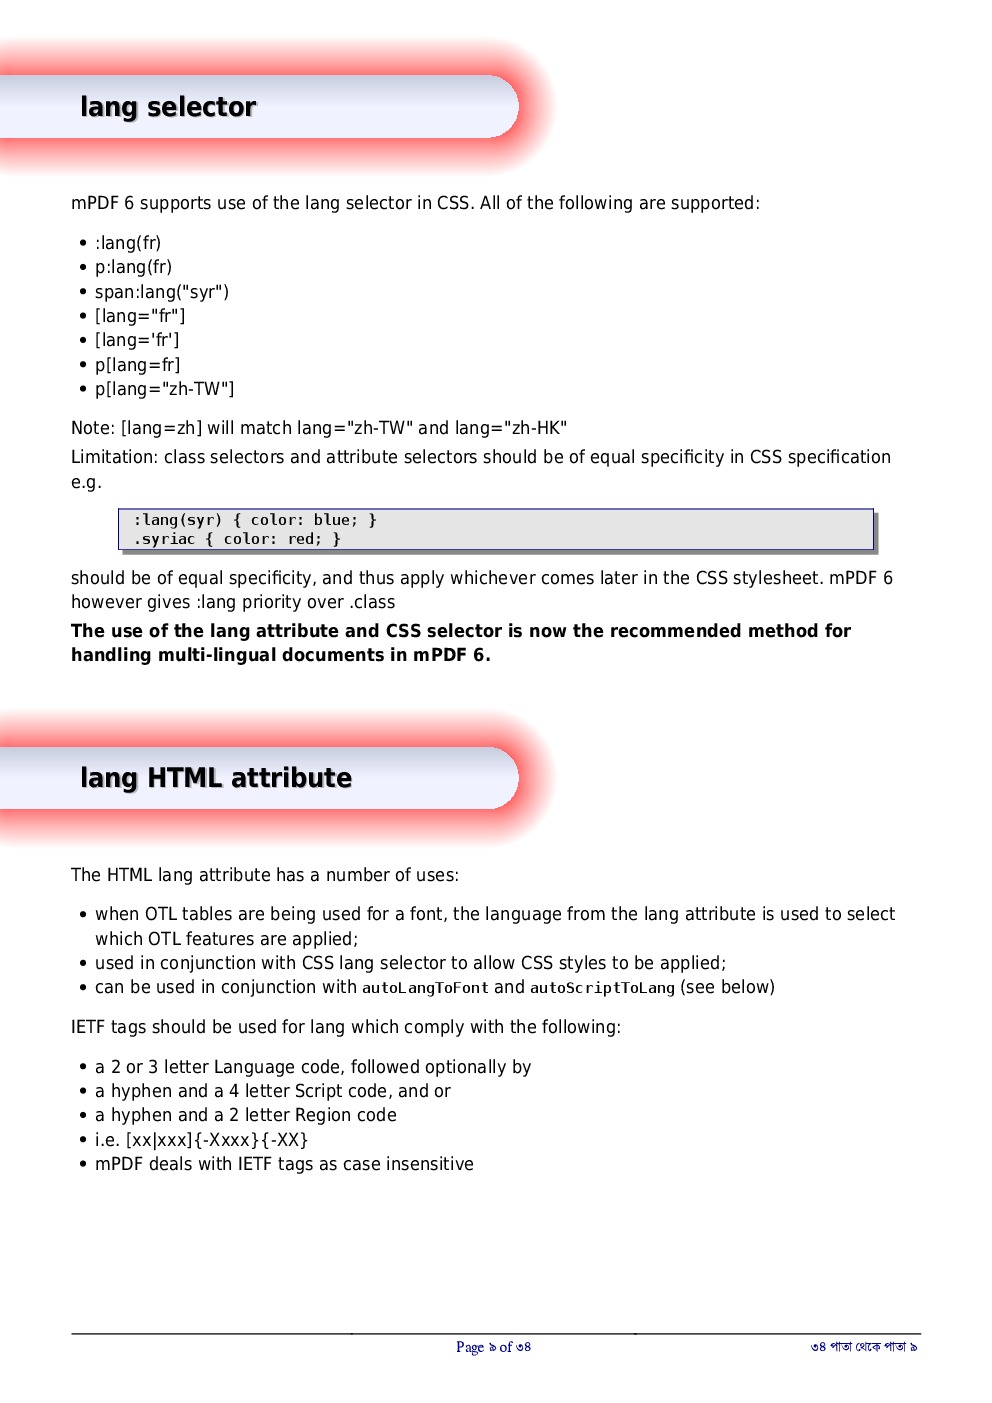 lang selector
mPDF 6 supports use of the lang selector in CSS. All of the following are supported:
• :lang(fr)
• p:lang(fr)
• span:lang("syr")
• [lang="fr"]
• [lang='fr']
• p[lang=fr]
• p[lang="zh-TW"]
Note: [lang=zh] will match lang="zh-TW" and lang="zh-HK"
Limitation: class selectors and attribute selectors should be of equal specificity in CSS specification
e.g.
:lang(syr) { color: blue; }
.syriac { color: red; }
should be of equal specificity, and thus apply whichever comes later in the CSS stylesheet. mPDF 6
however gives :lang priority over .class
The use of the lang attribute and CSS selector is now the recommended method for
handling multi-lingual documents in mPDF 6.
lang HTML attribute
The HTML lang attribute has a number of uses:
• when OTL tables are being used for a font, the language from the lang attribute is used to select
which OTL features are applied;
• used in conjunction with CSS lang selector to allow CSS styles to be applied;
• can be used in conjunction with autoLangToFont and autoScriptToLang (see below)
IETF tags should be used for lang which comply with the following:
• a 2 or 3 letter Language code, followed optionally by
• a hyphen and a 4 letter Script code, and or
• a hyphen and a 2 letter Region code
• i.e. [xx|xxx]{-Xxxx}{-XX}
• mPDF deals with IETF tags as case insensitive
Page ৯ of ৩৪
৩৪ পাতা থেকে পাতা ৯